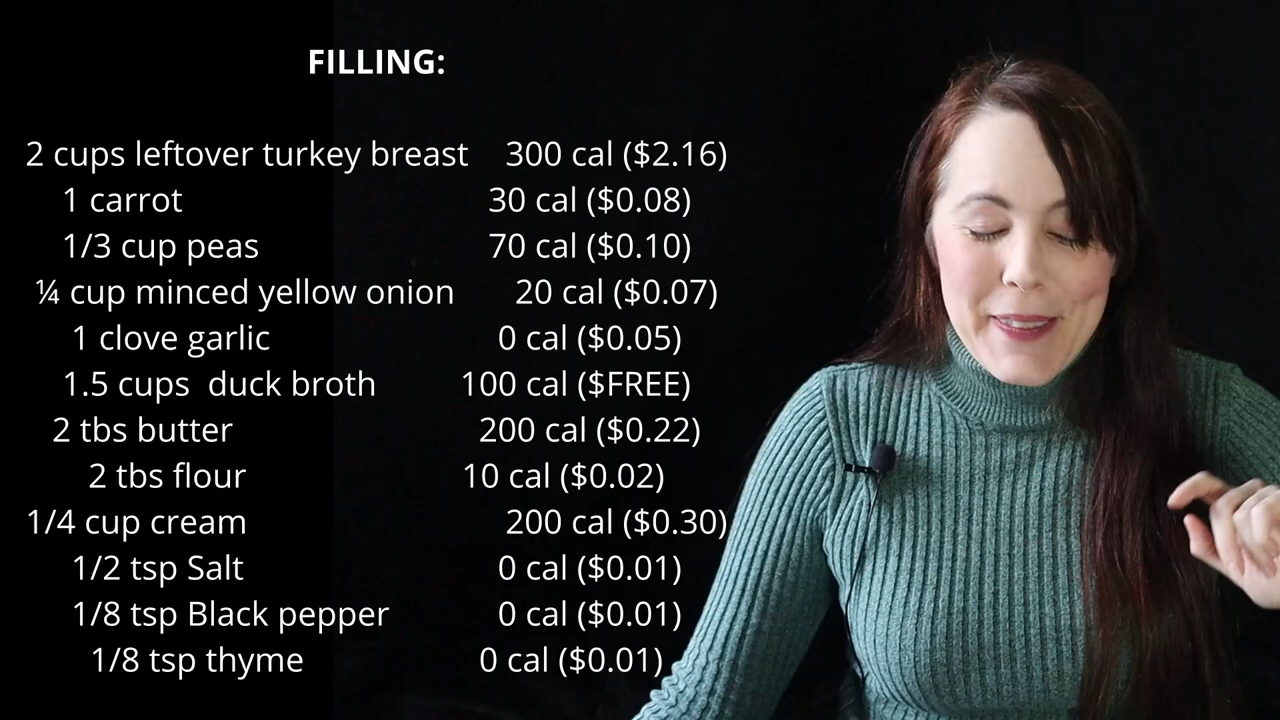 FILLING:
2 cups leftover turkey breast 300 cal ($2.16)
1 carrot 30 cal ($0.08)
1/3 cup peas 70 cal ($0.10)
¼ cup minced yellow onion 20 cal ($0.07)
1 clove garlic 0 cal ($0.05)
1.5 cups duck broth 100 cal ($FREE)
2 tbs butter 200 cal ($0.22)
2 tbs flour 10 cal ($0.02)
1/4 cup cream 200 cal ($0.30)
1/2 tsp Salt 0 cal ($0.01)
1/8 tsp Black pepper 0 cal ($0.01)
1/8 tsp thyme 0 cal ($0.01)